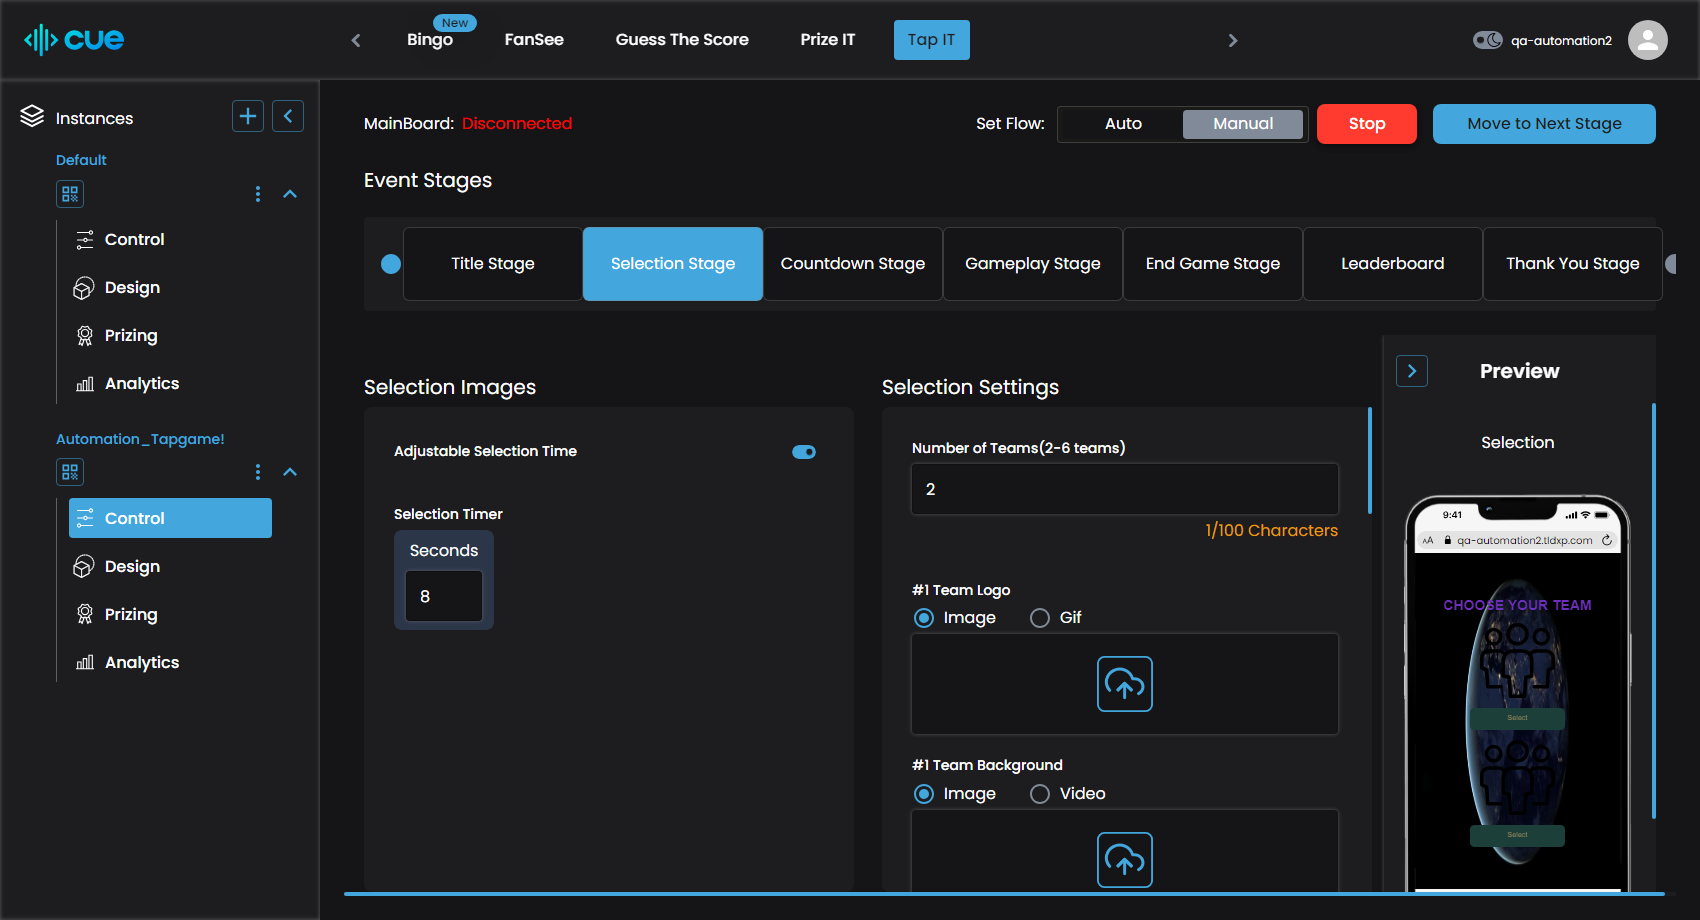 cue
Bingo
New
FanSee
Guess The Score
Prize IT
Tap IT
qa-automation2
Instances
Default
Control
Design
Prizing
Analytics
Automation_Tapgame!
Control
Design
Prizing
Analytics
MainBoard: Disconnected
Set Flow:
Auto
Manual
Stop
Move to Next Stage
Event Stages
Title Stage
Selection Stage
Countdown Stage
Gameplay Stage
End Game Stage
Leaderboard
Thank You Stage
Selection Images
Adjustable Selection Time
Selection Timer
Seconds
8
Selection Settings
Number of Teams(2-6 teams)
2
1/100 Characters
#1 Team Logo
Image
Gif
#1 Team Background
Image
Video
Preview
Selection
9:41
AA
qa-automation2.tldxp.com
CHOOSE YOUR TEAM
Select
Select